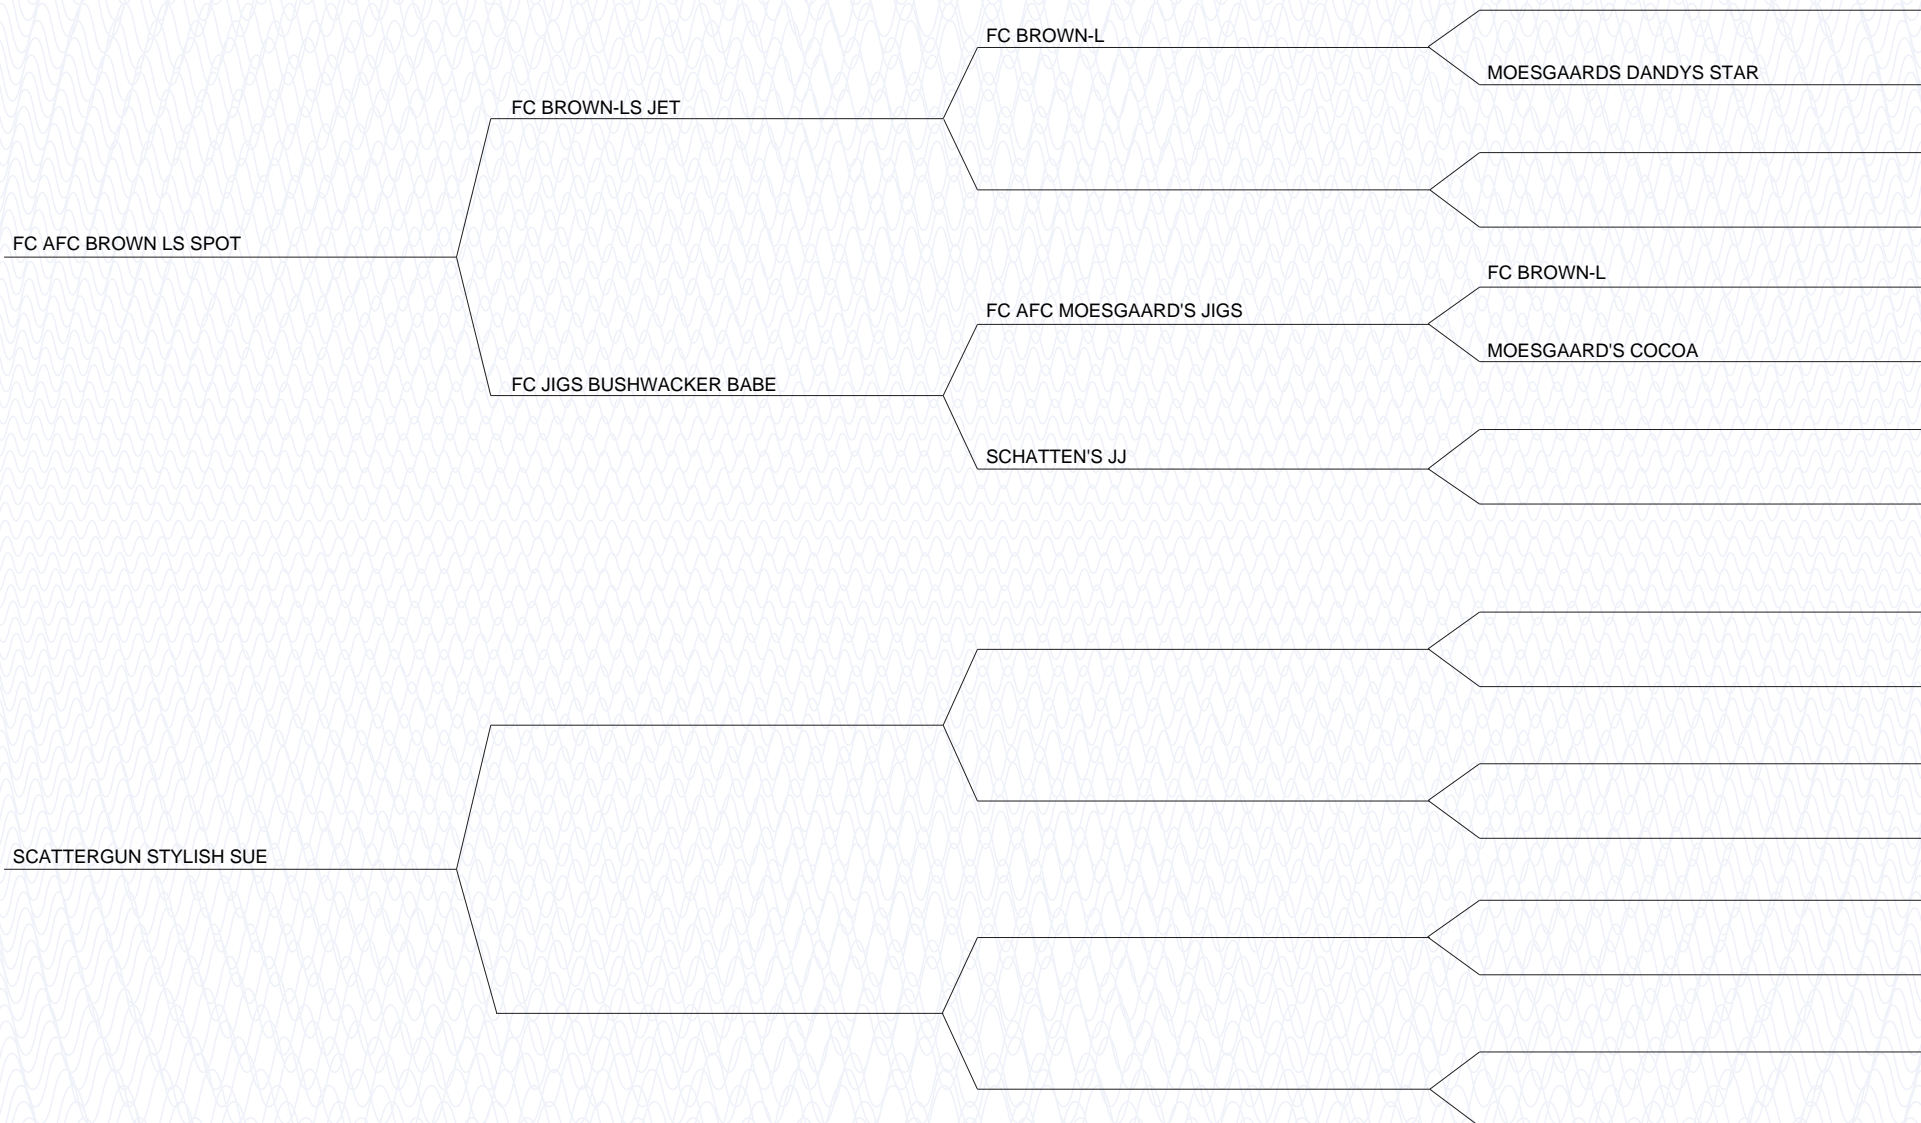 FC BROWN-L
MOESGAARDS DANDYS STAR
FC BROWN-LS JET
FC AFC BROWN LS SPOT
FC BROWN-L
FC AFC MOESGAARD'S JIGS
MOESGAARD'S COCOA
FC JIGS BUSHWACKER BABE
SCHATTEN'S JJ
SCATTERGUN STYLISH SUE